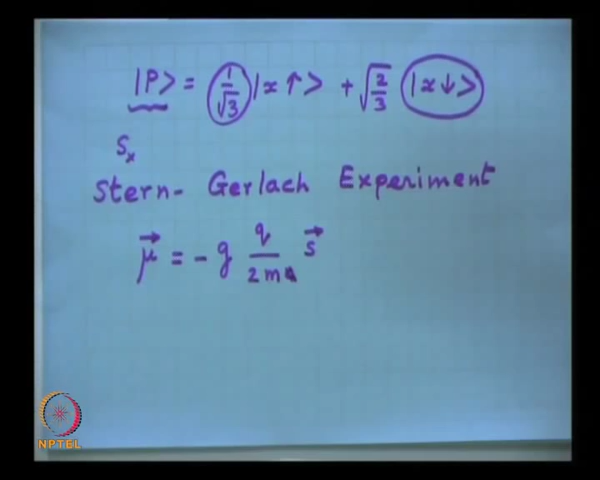 |P> = 1/√3 |x↑> + √2/3 |x↓>
Sx
Stern-Gerlach Experiment
μ⃗ = -g q/2m s⃗
NPTEL